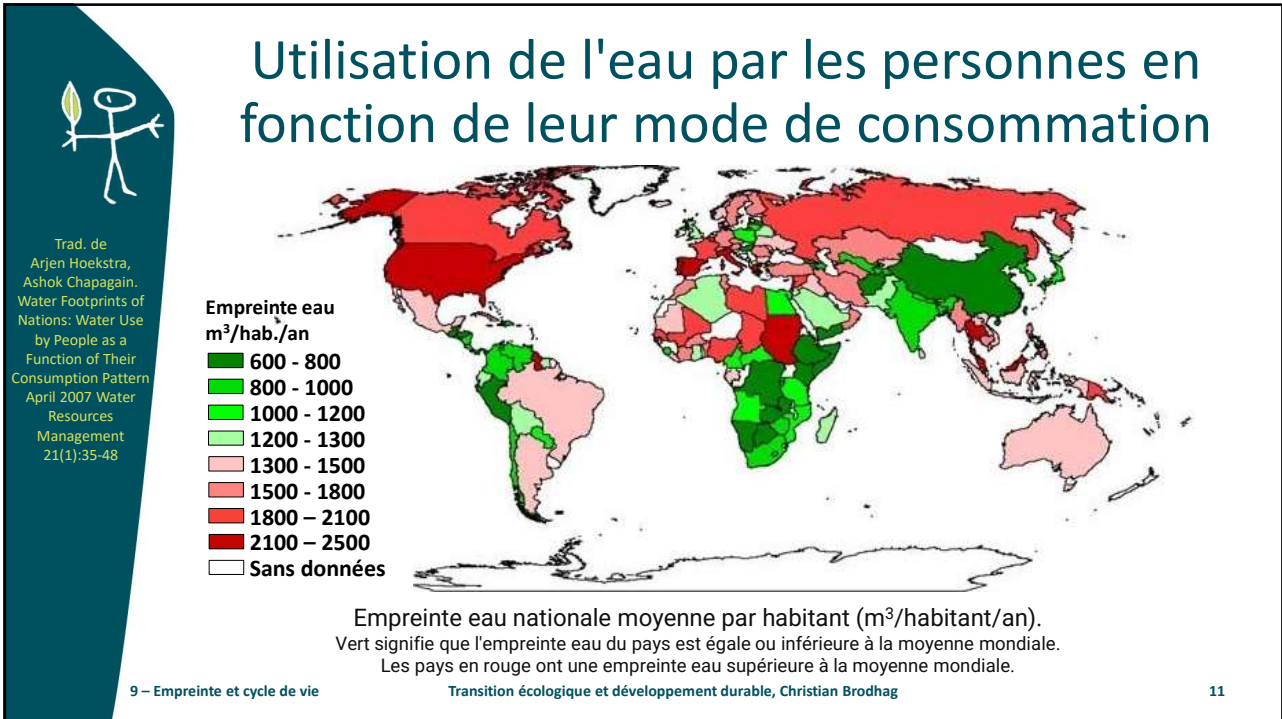 Utilisation de l'eau par les personnes en
fonction de leur mode de consommation
Trad. de
Arjen Hoekstra,
Ashok Chapagain.
Water Footprints of
Nations: Water Use
by People as a
Function of Their
Consumption Pattern
April 2007 Water
Resources
Management
21(1):35-48
Empreinte eau
m³/hab./an
600 - 800
800 - 1000
1000 - 1200
1200 - 1300
1300 - 1500
1500 - 1800
1800 – 2100
2100 – 2500
Sans données
Empreinte eau nationale moyenne par habitant (m³/habitant/an).
Vert signifie que l'empreinte eau du pays est égale ou inférieure à la moyenne mondiale.
Les pays en rouge ont une empreinte eau supérieure à la moyenne mondiale.
9 – Empreinte et cycle de vie
Transition écologique et développement durable, Christian Brodhag
11